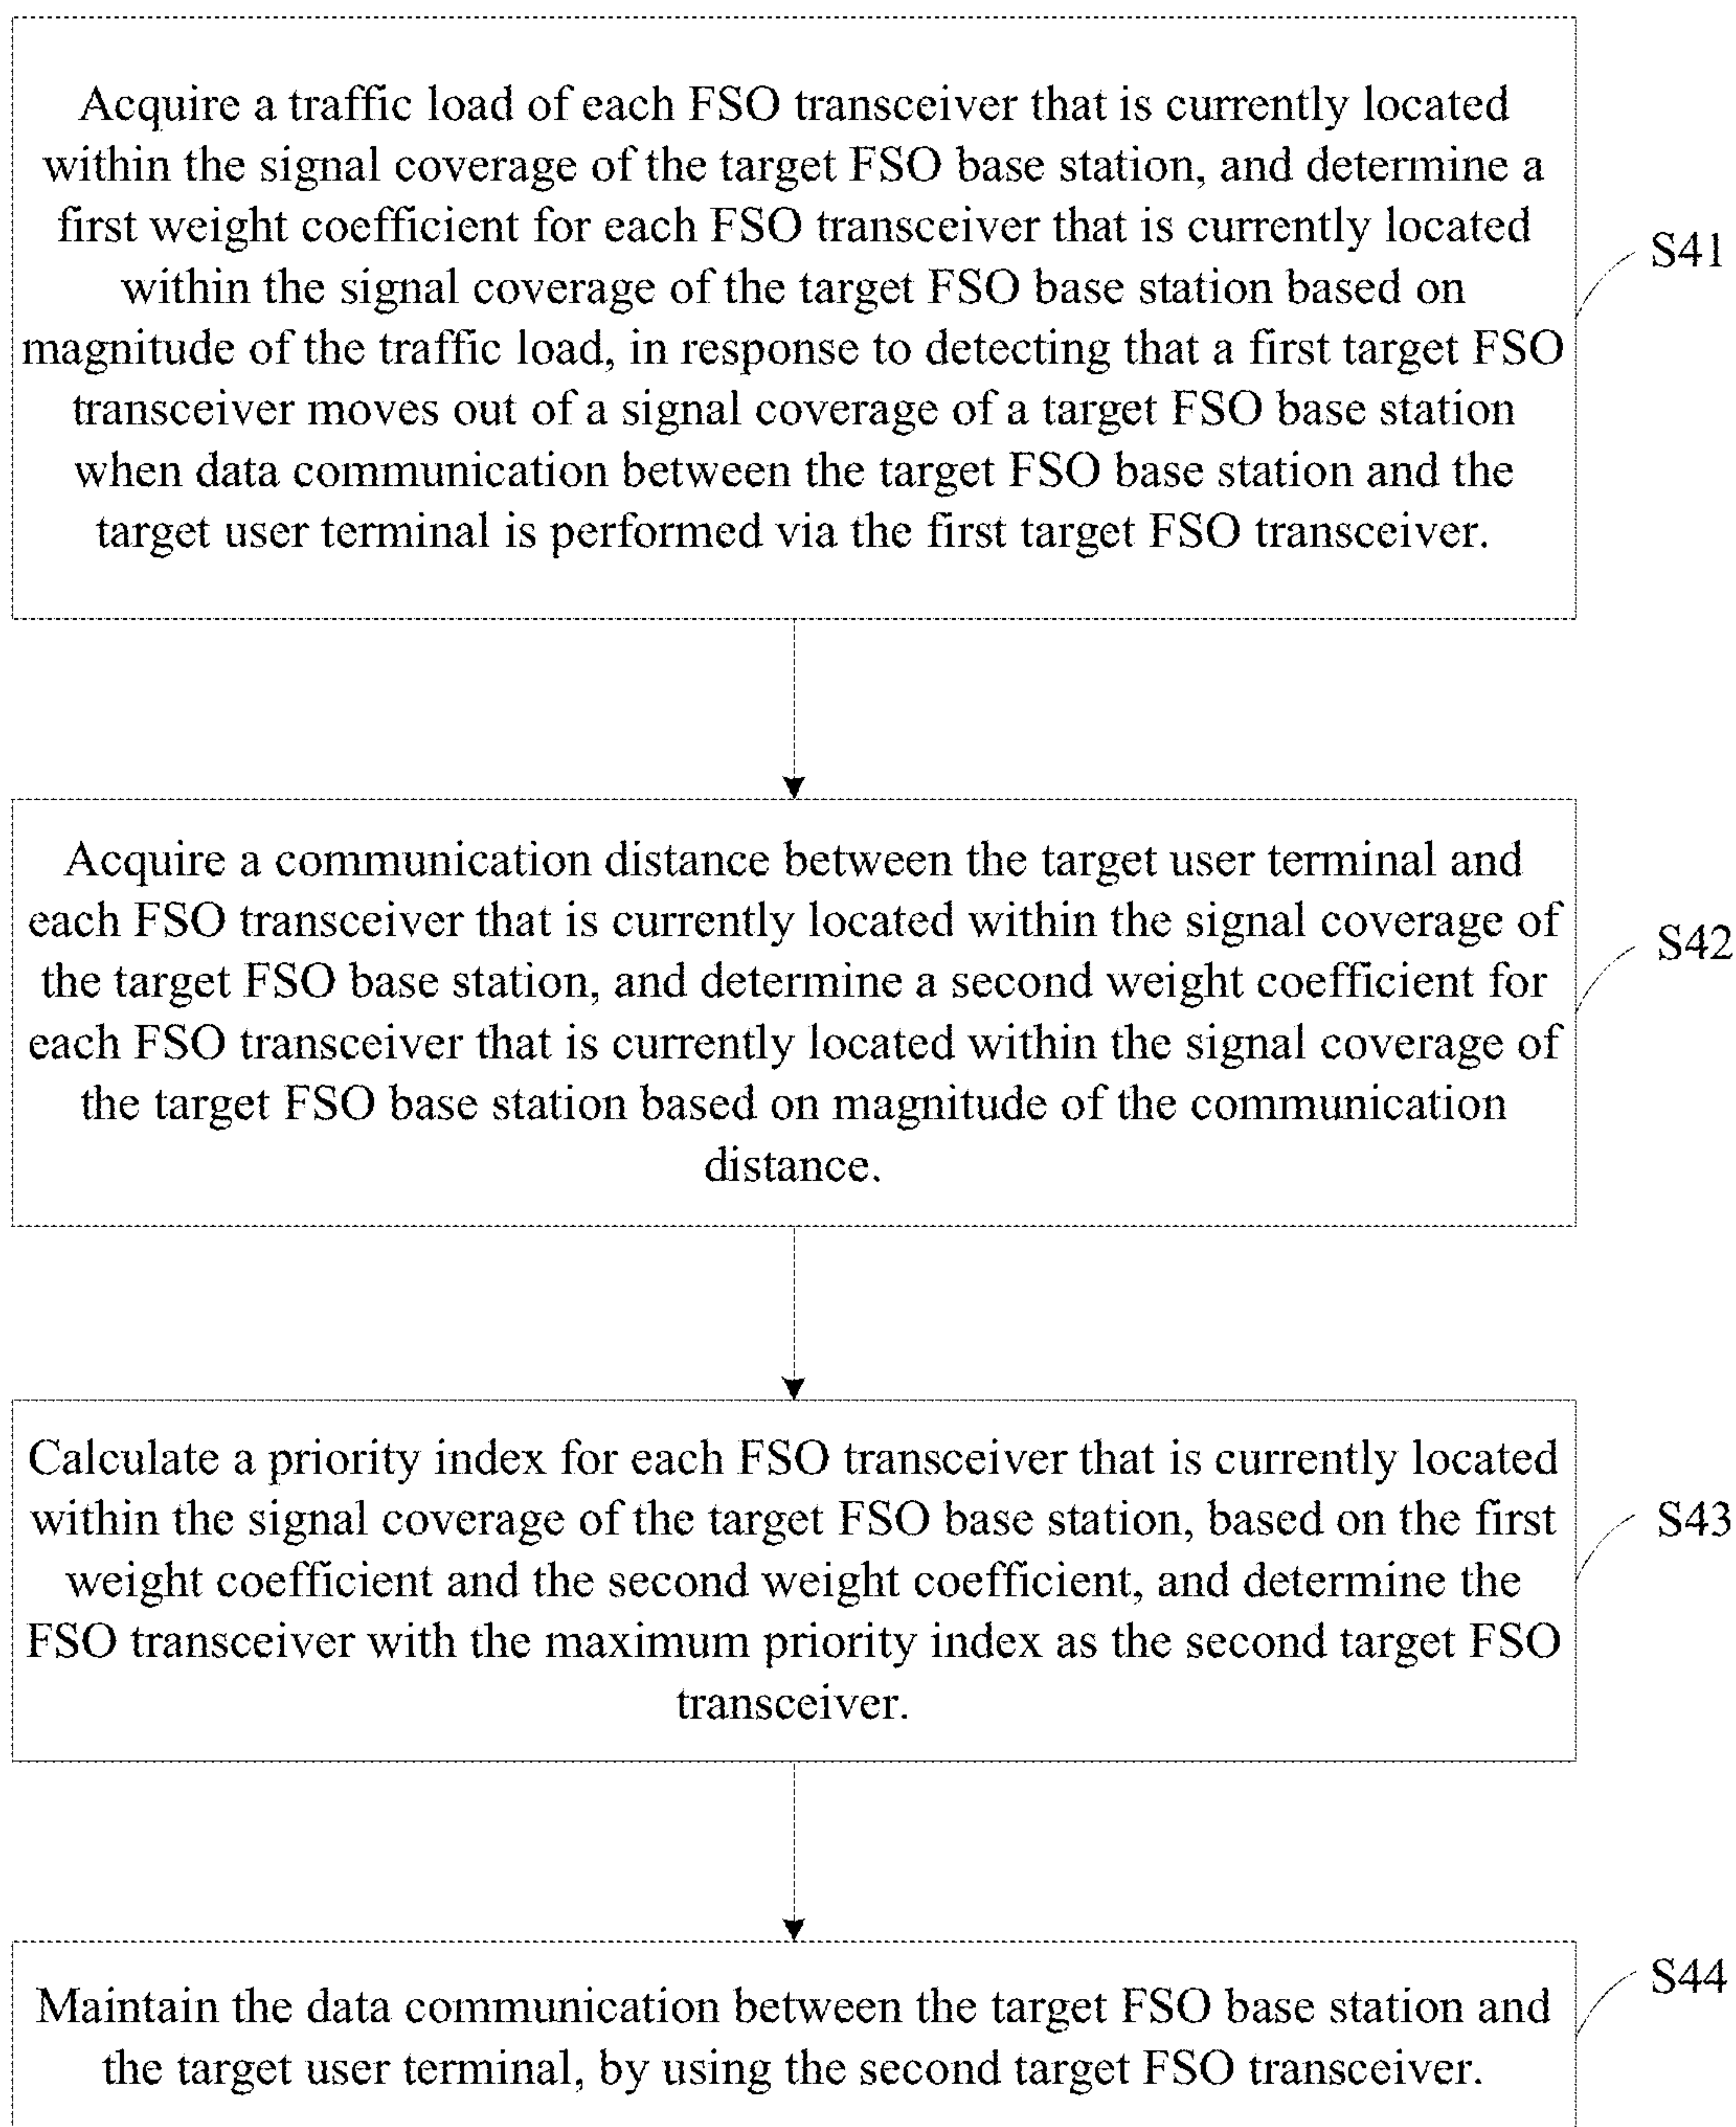 Acquire a traffic load of each FSO transceiver that is currently located
within the signal coverage of the target FSO base station, and determine a
first weight coefficient for each FSO transceiver that is currently located
within the signal coverage of the target FSO base station based on
magnitude of the traffic load, in response to detecting that a first target FSO
transceiver moves out of a signal coverage of a target FSO base station
when data communication between the target FSO base station and the
target user terminal is performed via the first target FSO transceiver.
S41
Acquire a communication distance between the target user terminal and
each FSO transceiver that is currently located within the signal coverage of
the target FSO base station, and determine a second weight coefficient for
each FSO transceiver that is currently located within the signal coverage of
the target FSO base station based on magnitude of the communication
distance.
S42
Calculate a priority index for each FSO transceiver that is currently located
within the signal coverage of the target FSO base station, based on the first
weight coefficient and the second weight coefficient, and determine the
FSO transceiver with the maximum priority index as the second target FSO
transceiver.
S43
Maintain the data communication between the target FSO base station and
the target user terminal, by using the second target FSO transceiver.
S44